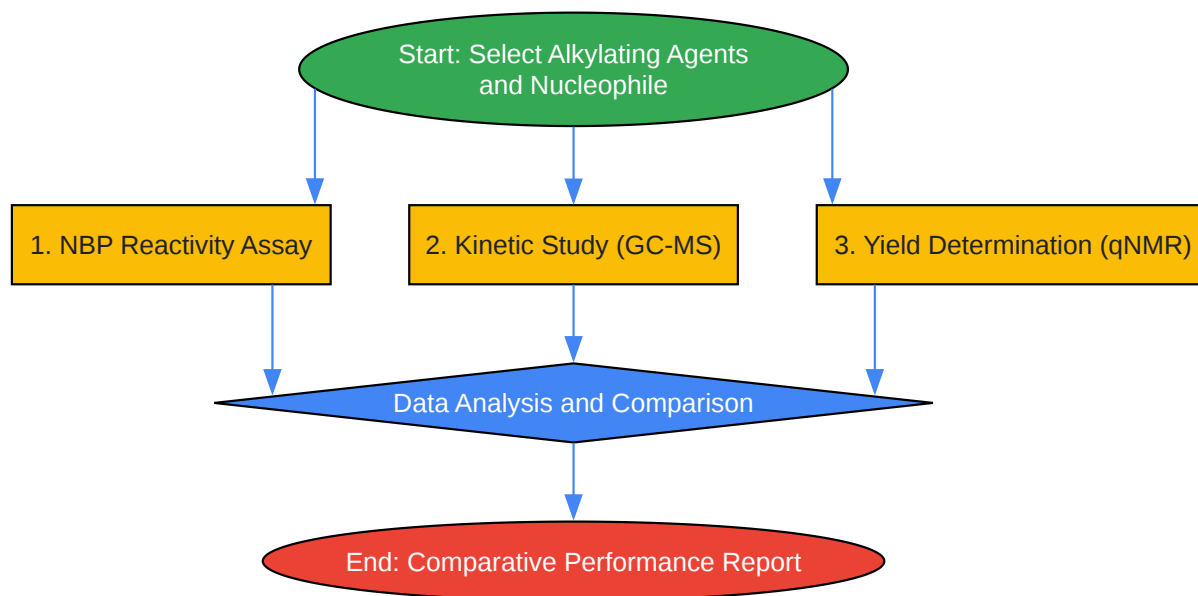 Start: Select Alkylating Agents
and Nucleophile
1. NBP Reactivity Assay
2. Kinetic Study (GC-MS)
3. Yield Determination (qNMR)
Data Analysis and Comparison
End: Comparative Performance Report